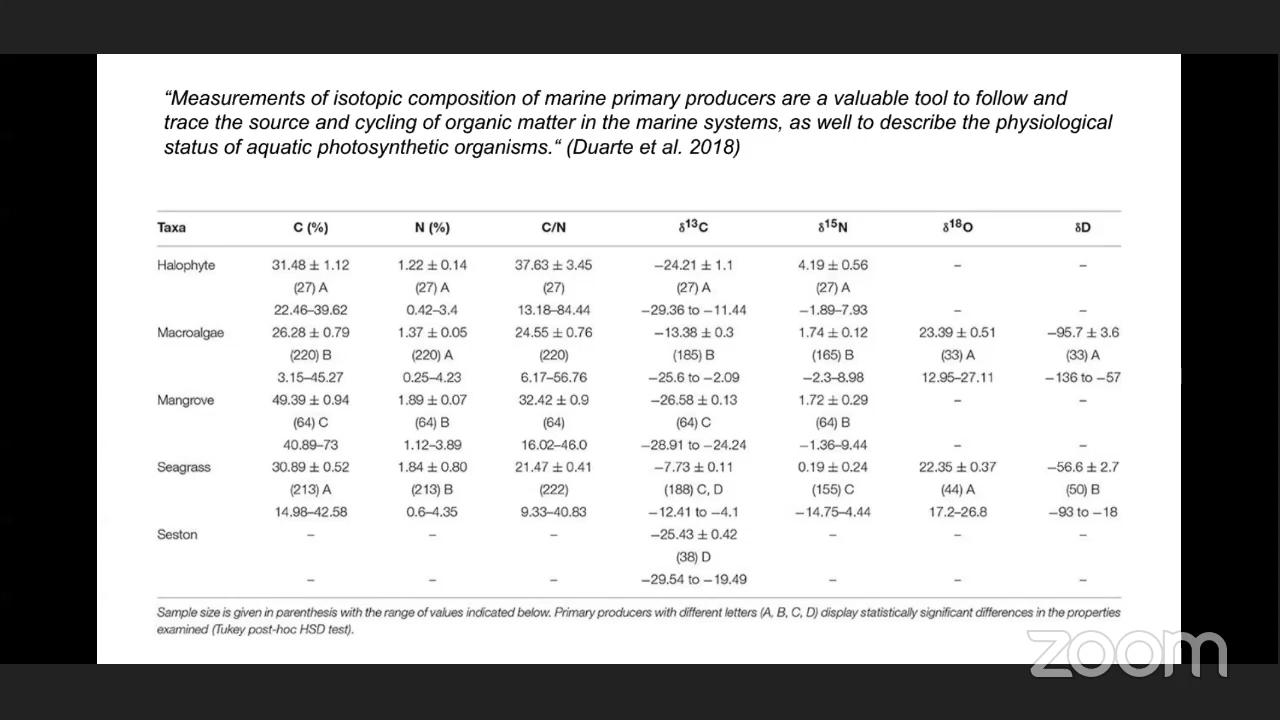 “Measurements of isotopic composition of marine primary producers are a valuable tool to follow and
trace the source and cycling of organic matter in the marine systems, as well to describe the physiological
status of aquatic photosynthetic organisms.“ (Duarte et al. 2018)
Taxa C (%) N (%) C/N δ13C δ15N δ18O δD
Halophyte 31.48 ± 1.12 1.22 ± 0.14 37.63 ± 3.45 −24.21 ± 1.1 4.19 ± 0.56 – –
(27) A (27) A (27) (27) A (27) A
22.46–39.62 0.42–3.4 13.18–84.44 −29.36 to −11.44 −1.89–7.93 – –
Macroalgae 26.28 ± 0.79 1.37 ± 0.05 24.55 ± 0.76 −13.38 ± 0.3 1.74 ± 0.12 23.39 ± 0.51 −95.7 ± 3.6
(220) B (220) A (220) (185) B (165) B (33) A (33) A
3.15–45.27 0.25–4.23 6.17–56.76 −25.6 to −2.09 −2.3–8.98 12.95–27.11 −136 to −57
Mangrove 49.39 ± 0.94 1.89 ± 0.07 32.42 ± 0.9 −26.58 ± 0.13 1.72 ± 0.29 – –
(64) C (64) B (64) (64) C (64) B
40.89–73 1.12–3.89 16.02–46.0 −28.91 to −24.24 −1.36–9.44 – –
Seagrass 30.89 ± 0.52 1.84 ± 0.80 21.47 ± 0.41 −7.73 ± 0.11 0.19 ± 0.24 22.35 ± 0.37 −56.6 ± 2.7
(213) A (213) B (222) (188) C, D (155) C (44) A (50) B
14.98–42.58 0.6–4.35 9.33–40.83 −12.41 to −4.1 −14.75–4.44 17.2–26.8 −93 to −18
Seston – – – −25.43 ± 0.42 – – –
(38) D
– – – −29.54 to −19.49 – – –
Sample size is given in parenthesis with the range of values indicated below. Primary producers with different letters (A, B, C, D) display statistically significant differences in the properties
examined (Tukey post-hoc HSD test).
zoom